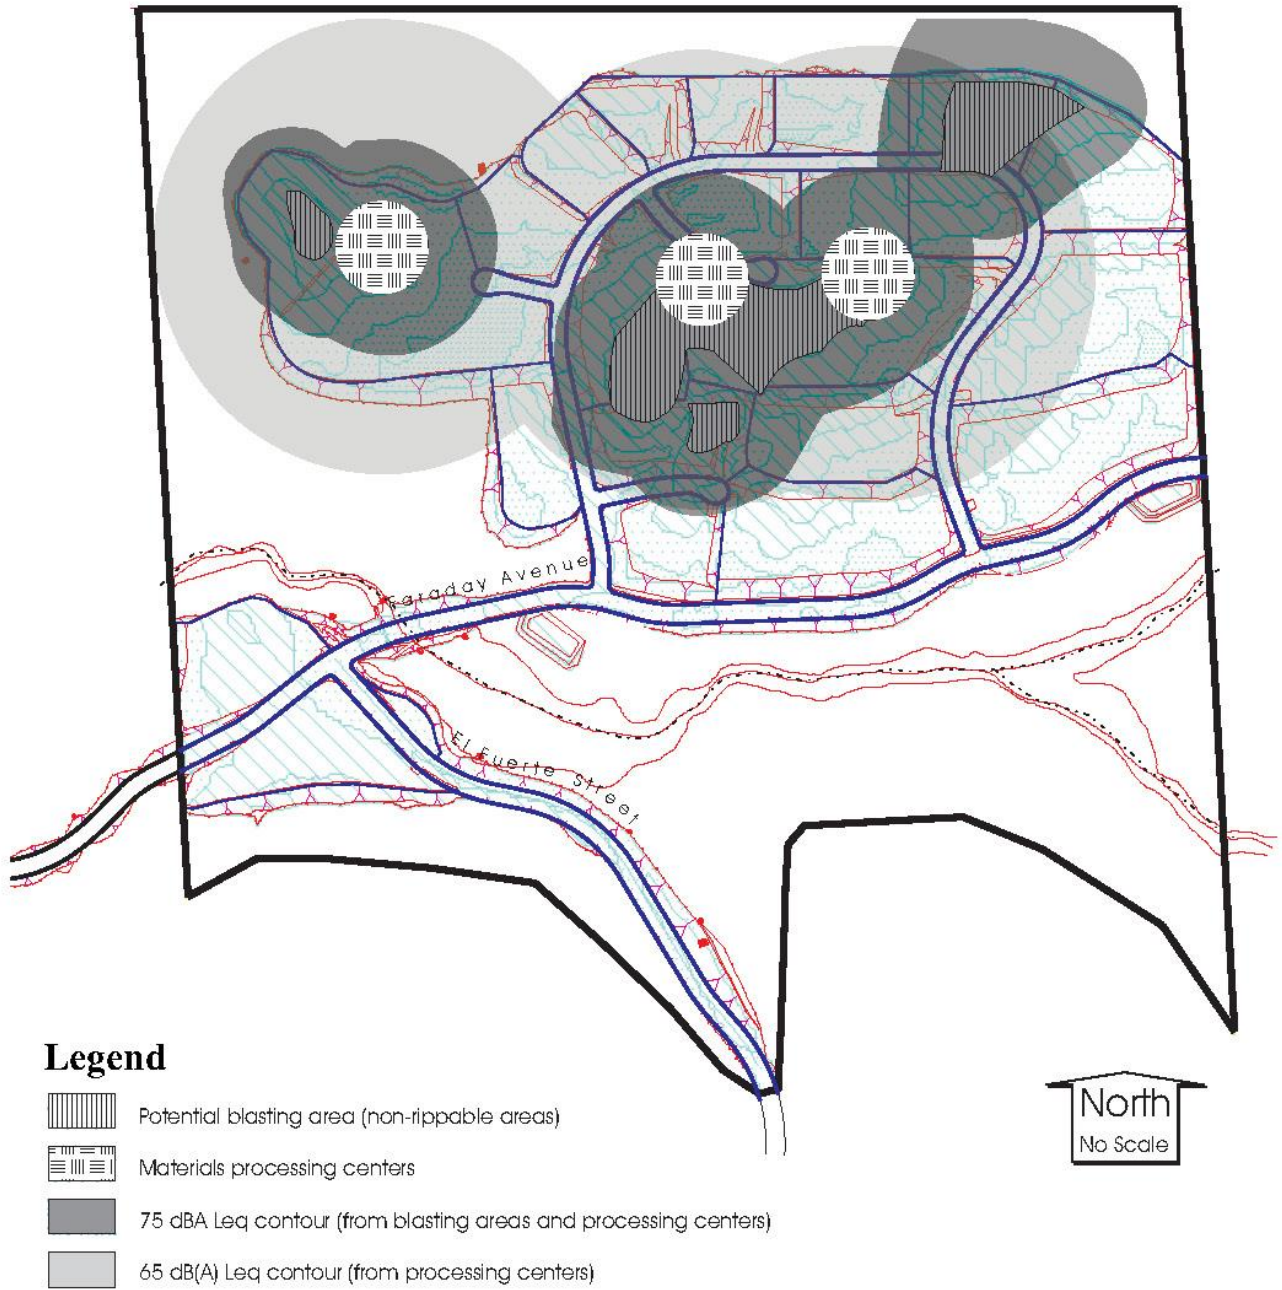 Faraday Avenue
El Fuerte Street
Legend
Potential blasting area (non-rippable areas)
Materials processing centers
75 dBA Leq contour (from blasting areas and processing centers)
65 dB(A) Leq contour (from processing centers)
North
No Scale